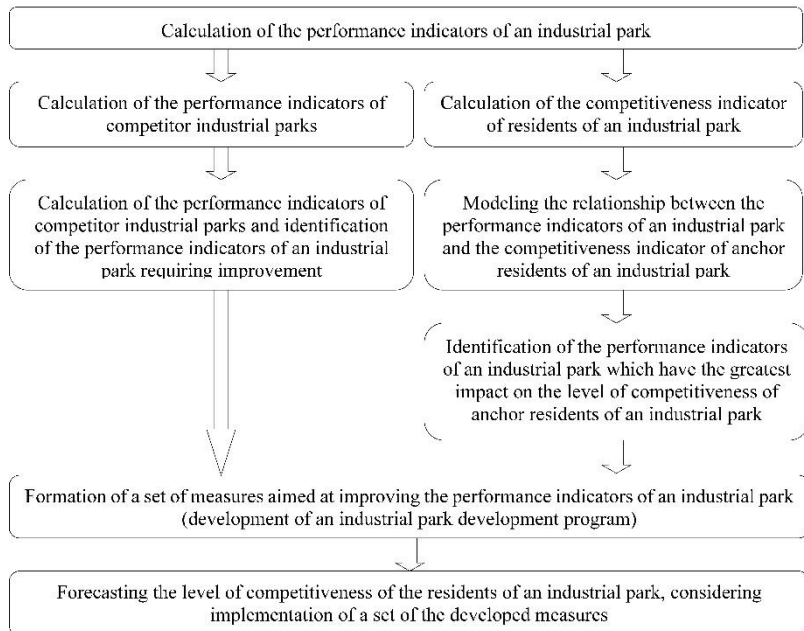 Calculation of the performance indicators of an industrial park
Calculation of the performance indicators of
competitor industrial parks
Calculation of the competitiveness indicator
of residents of an industrial park
Calculation of the performance indicators of
competitor industrial parks and identification
of the performance indicators of an industrial
park requiring improvement
Modeling the relationship between the
performance indicators of an industrial park
and the competitiveness indicator of anchor
residents of an industrial park
Identification of the performance indicators
of an industrial park which have the greatest
impact on the level of competitiveness of
anchor residents of an industrial park
Formation of a set of measures aimed at improving the performance indicators of an industrial park
(development of an industrial park development program)
Forecasting the level of competitiveness of the residents of an industrial park, considering
implementation of a set of the developed measures